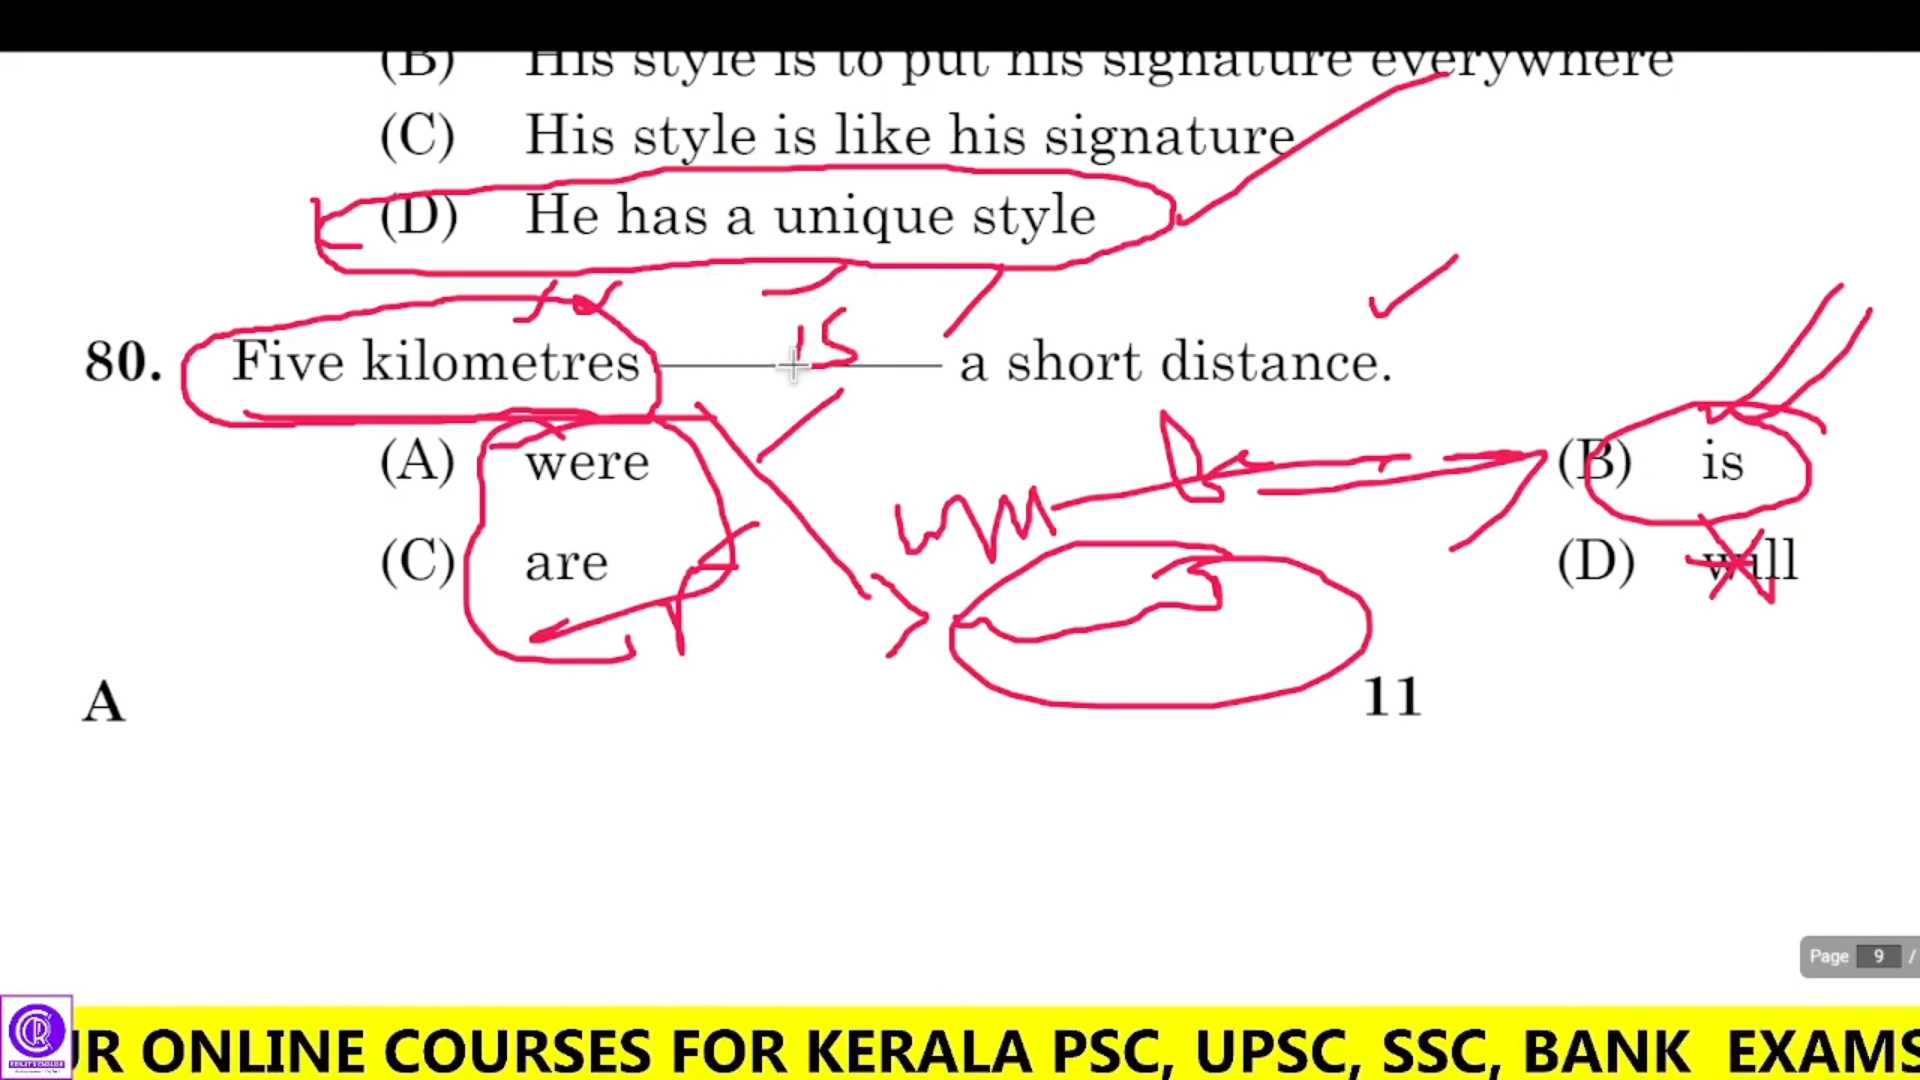 (B) His style is to put his signature everywhere
(C) His style is like his signature
(D) He has a unique style
80. Five kilometres is a short distance.
(A) were (B) is
(C) are (D) will
A 11
Page 9 /
UR ONLINE COURSES FOR KERALA PSC, UPSC, SSC, BANK EXAMS